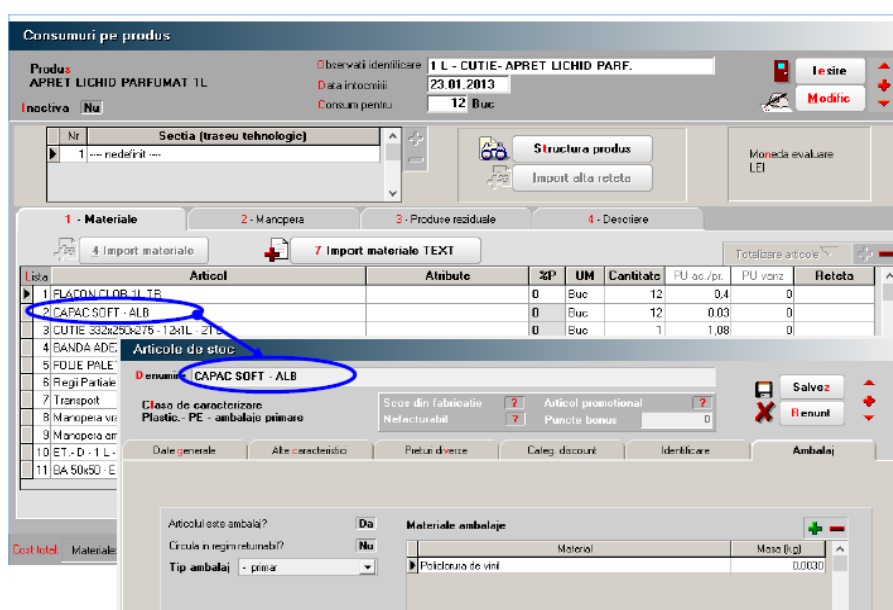 Consumuri pe produs
Produs
APRET LICHID PARFUMAT 1L
Inactiva Nu
Observatii identificare 1 L - CUTIE- APRET LICHID PARF.
Data intocmiii 23.01.2013
Consum pentru 12 Buc
Iesire
Modific
Nr Sectia (traseu tehnologic)
1 --- nedefinit ---
Structura produs
Import alta reteta
Moneda evaluare
LEI
1 - Materiale 2 - Manopera 3 - Produse reziduale 4 - Descriere
4 Import materiale 7 Import materiale TEXT Totalizare articole
Lista Articol Atribute %P UM Cantitate PU ac./pr. PU vanz Reteta
1 FLACON GLOB 1L TR 0 Buc 12 0,4 0
2 CAPAC SOFT - ALB 0 Buc 12 0,03 0
3 CUTIE 332x250x275 - 12x1L - 0 Buc 1 1,08 0
4 BANDA ADE
5 FOLIE PALE
6 Regii Partiale
7 Transport
8 Manopera
9 Manopera
10 ET.- D - 1 L -
11 BA 50x50 - E
Cost total: Materiale:
Articole de stoc
Denumire CAPAC SOFT - ALB
Clasa de caracterizare
Plastic.- PE - ambalaje primare
Scos din fabricatie ? Articol promotional ?
Nefacturabil ? Puncte bonus 0
Salvez
Renunt
Date generale Alte caracteristici Preturi diverse Categ. discount Identificare Ambalaj
Articolul este ambalaj? Da
Circula in regim returnabil? Nu
Tip ambalaj - primar
Materiale ambalaje
Material Masa (kg)
Policlorura de vinil 0.0030